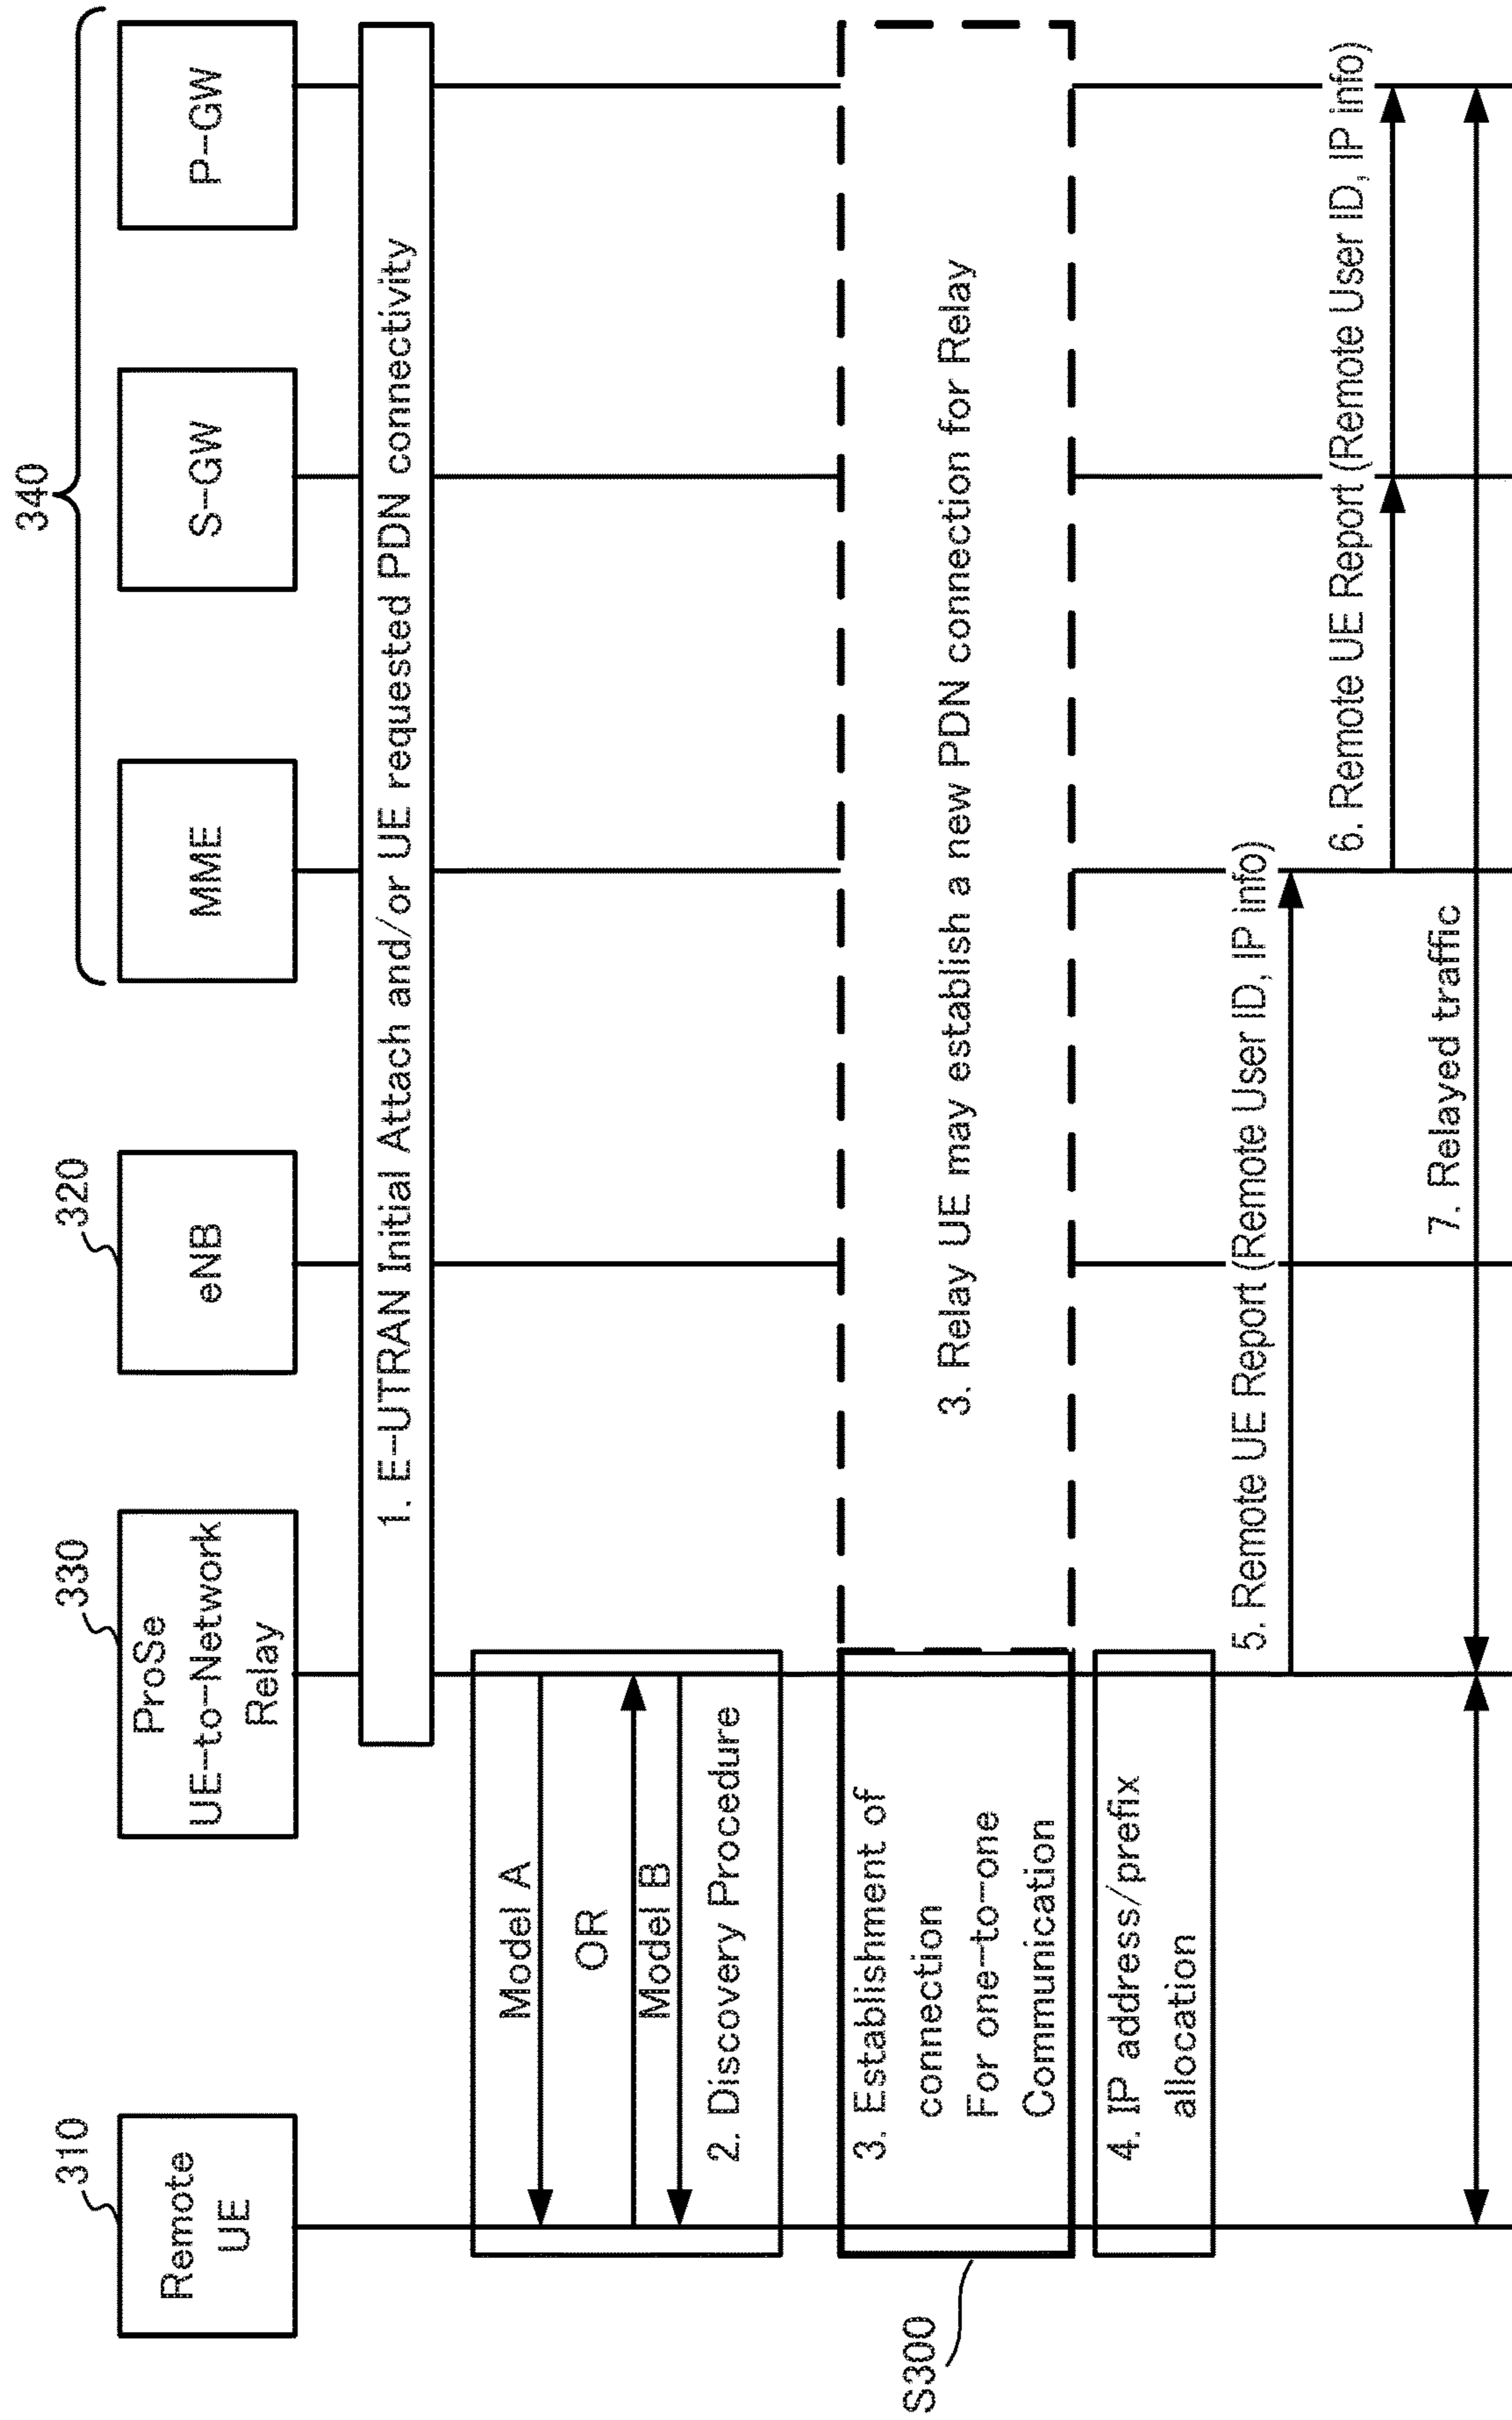 340
310
330
320
Remote
UE
ProSe
UE-to-Network
Relay
eNB
MME
S-GW
P-GW
1. E-UTRAN Initial Attach and/or UE requested PDN connectivity
Model A
OR
Model B
2. Discovery Procedure
3. Establishment of
connection
For one-to-one
Communication
3. Relay UE may establish a new PDN connection for Relay
S300
4. IP address/prefix
allocation
5. Remote UE Report (Remote User ID, IP info)
6. Remote UE Report (Remote User ID, IP info)
7. Relayed traffic